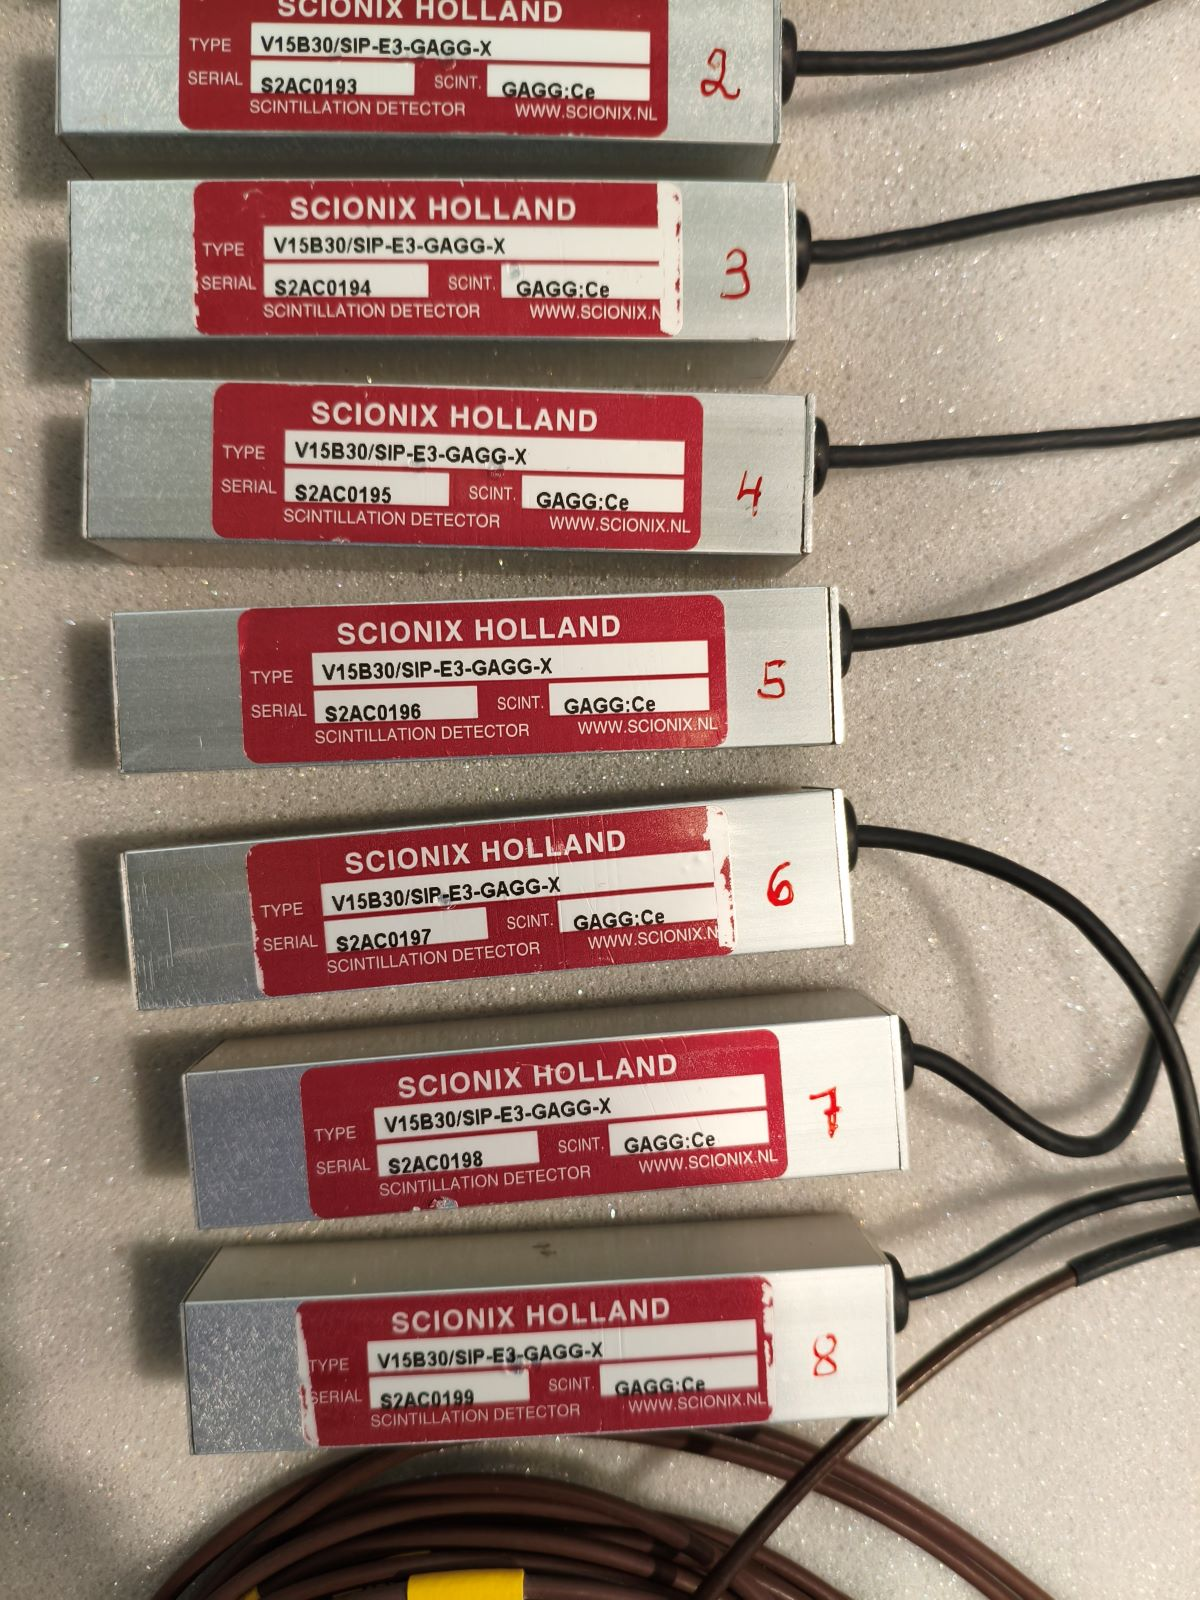 SCIONIX HOLLAND
TYPE V15B30/SIP-E3-GAGG-X
SERIAL S2AC0193 SCINT. GAGG:Ce
SCINTILLATION DETECTOR WWW.SCIONIX.NL
2
SCIONIX HOLLAND
TYPE V15B30/SIP-E3-GAGG-X
SERIAL S2AC0194 SCINT. GAGG:Ce
SCINTILLATION DETECTOR WWW.SCIONIX.N
3
SCIONIX HOLLAND
TYPE V15B30/SIP-E3-GAGG-X
SERIAL S2AC0195 SCINT. GAGG:Ce
SCINTILLATION DETECTOR WWW.SCIONIX.NL
4
SCIONIX HOLLAND
TYPE V15B30/SIP-E3-GAGG-X
SERIAL S2AC0196 SCINT. GAGG:Ce
SCINTILLATION DETECTOR WWW.SCIONIX.NL
5
SCIONIX HOLLAND
TYPE V15B30/SIP-E3-GAGG-X
SERIAL S2AC0197 SCINT. GAGG:Ce
SCINTILLATION DETECTOR WWW.SCIONIX.N
6
SCIONIX HOLLAND
TYPE V15B30/SIP-E3-GAGG-X
SERIAL S2AC0198 SCINT. GAGG:Ce
SCINTILLATION DETECTOR WWW.SCIONIX.NL
7
SCIONIX HOLLAND
TYPE V15B30/SIP-E3-GAGG-X
SERIAL S2AC0199 SCINT. GAGG:Ce
SCINTILLATION DETECTOR WWW.SCIONIX.NL
8